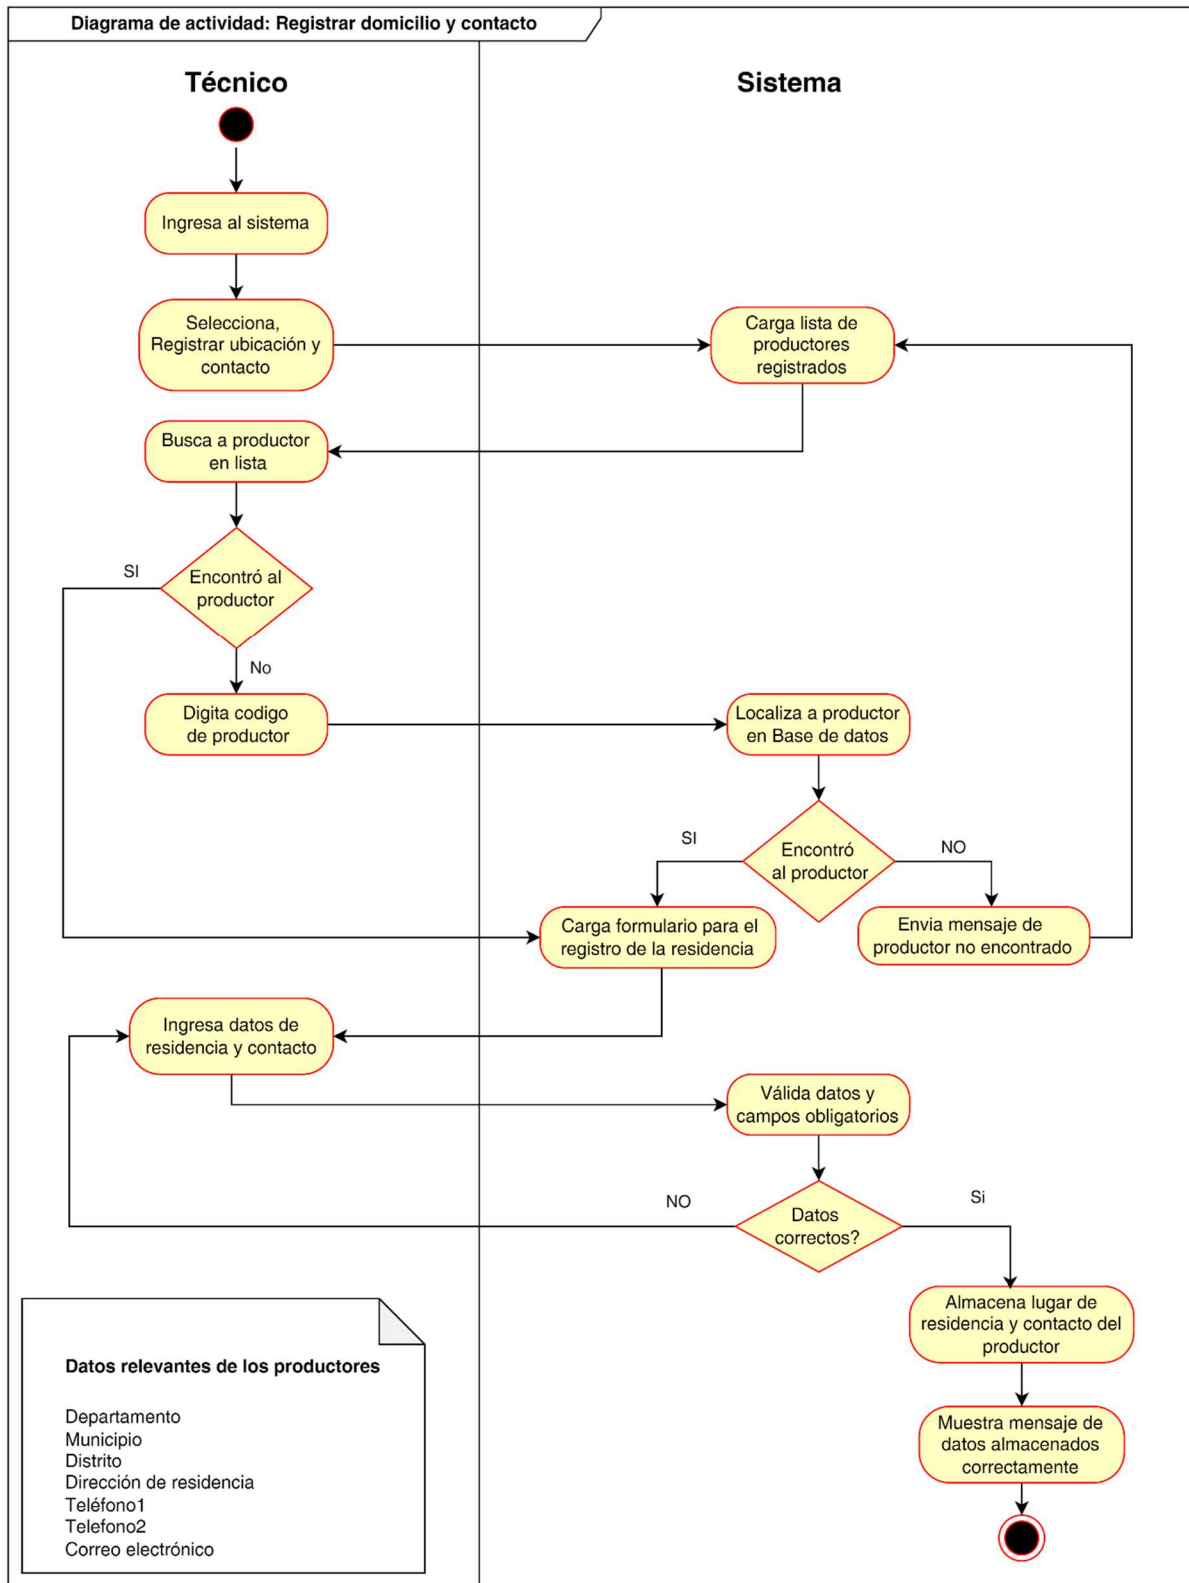 Diagrama de actividad: Registrar domicilio y contacto
Técnico
Sistema
Ingresa al sistema
Selecciona,
Registrar ubicación y
contacto
Carga lista de
productores
registrados
Busca a productor
en lista
SI
Encontró al
productor
No
Digita codigo
de productor
Localiza a productor
en Base de datos
SI
Encontró
al productor
NO
Carga formulario para el
registro de la residencia
Envia mensaje de
productor no encontrado
Ingresa datos de
residencia y contacto
Válida datos y
campos obligatorios
NO
Datos
correctos?
Si
Almacena lugar de
residencia y contacto del
productor
Muestra mensaje de
datos almacenados
correctamente
Datos relevantes de los productores
Departamento
Municipio
Distrito
Dirección de residencia
Teléfono1
Telefono2
Correo electrónico